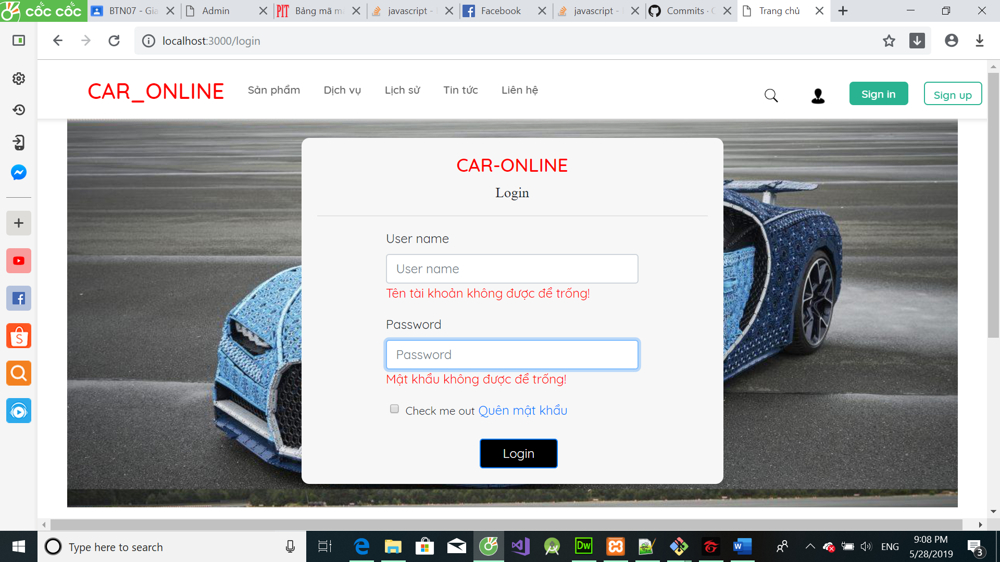 cốc cốc
BTN07 - Gia
Admin
PIT
Bảng mã mà
javascript -
Facebook
javascript -
Commits ·
Trang chủ
localhost:3000/login
CAR_ONLINE
Sản phẩm
Dịch vụ
Lịch sử
Tin tức
Liên hệ
Sign in
Sign up
CAR-ONLINE
Login
User name
User name
Tên tài khoản không được để trống!
Password
Password
Mật khẩu không được để trống!
Check me out Quên mật khẩu
Login
Type here to search
Dw
W
ENG
9:08 PM
5/28/2019
3